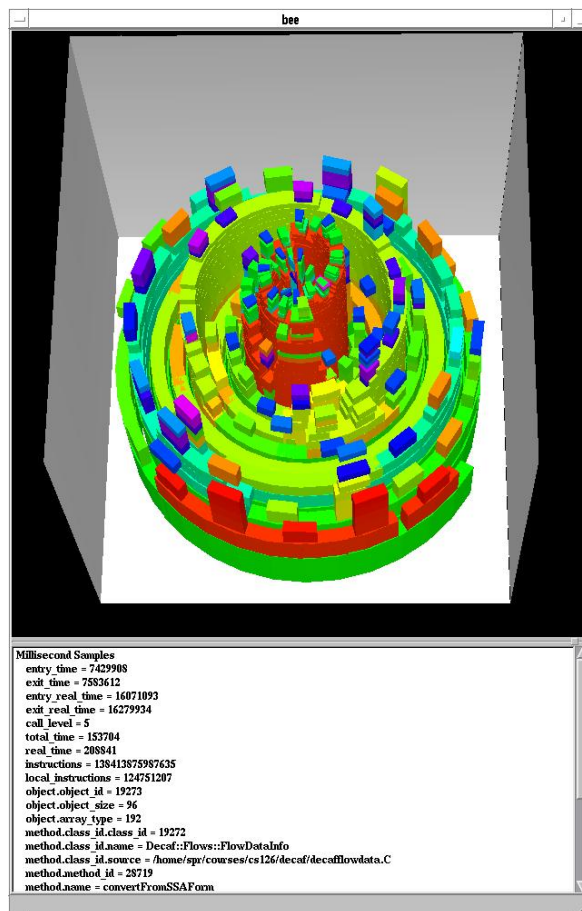 bee
Millisecond Samples
entry_time = 7429908
exit_time = 7583612
entry_real_time = 16071093
exit_real_time = 16279934
call_level = 5
total_time = 153704
real_time = 208841
instructions = 138413875987635
local_instructions = 124751207
object.object_id = 19273
object.object_size = 96
object.array_type = 192
method.class_id.class_id = 19272
method.class_id.name = Decaf::Flows::FlowDataInfo
method.class_id.source = /home/spr/courses/cs126/decaf/decafflowdata.C
method.method_id = 28719
method.name = convertFromSSAForm